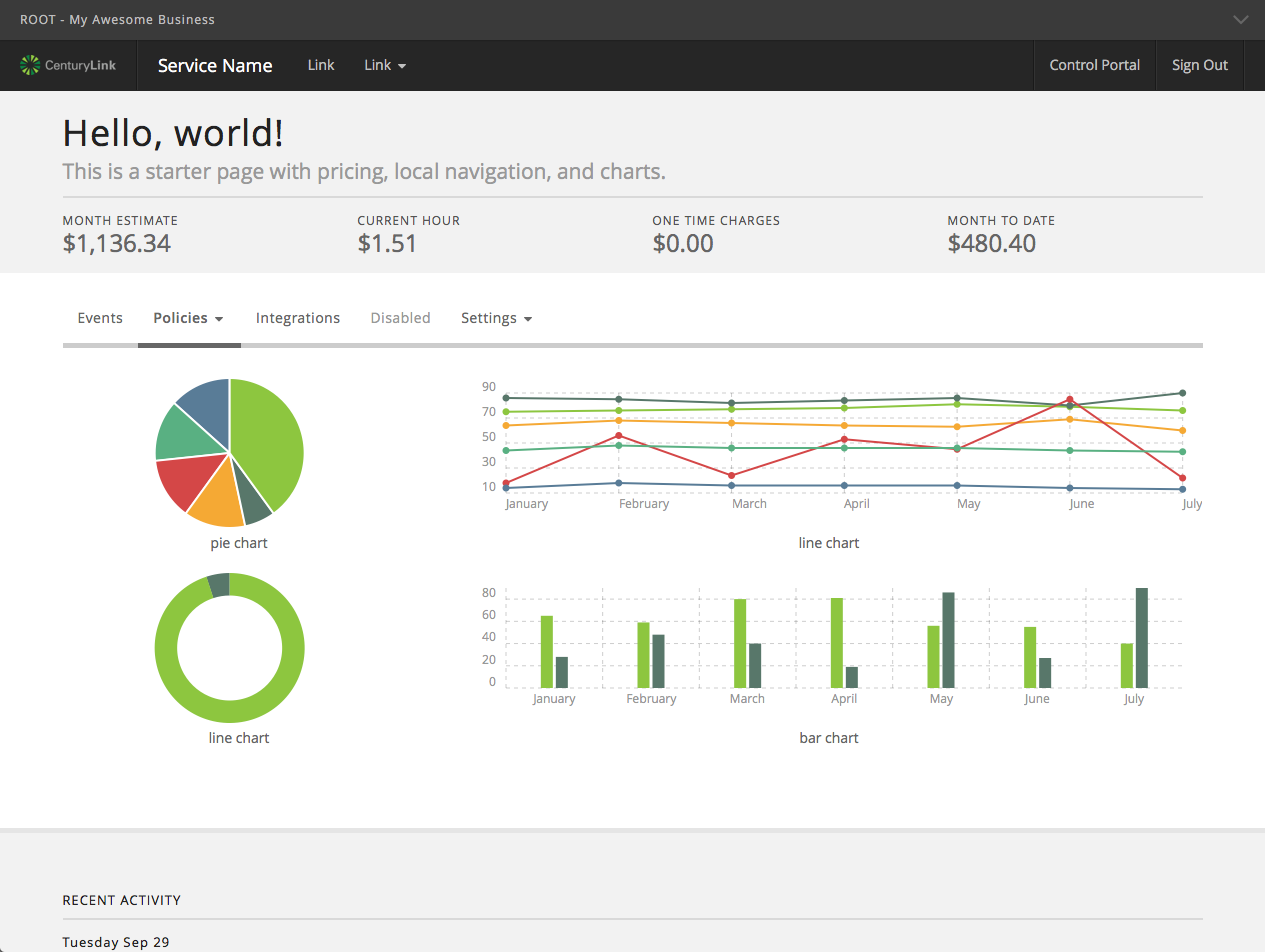 ROOT - My Awesome Business
CenturyLink Service Name Link Link Control Portal Sign Out
Hello, world!
This is a starter page with pricing, local navigation, and charts.
MONTH ESTIMATE CURRENT HOUR ONE TIME CHARGES MONTH TO DATE
$1,136.34 $1.51 $0.00 $480.40
Events Policies Integrations Disabled Settings
90
70
50
30
10
January February March April May June July
pie chart line chart
80
60
40
20
0
January February March April May June July
line chart bar chart
RECENT ACTIVITY
Tuesday Sep 29